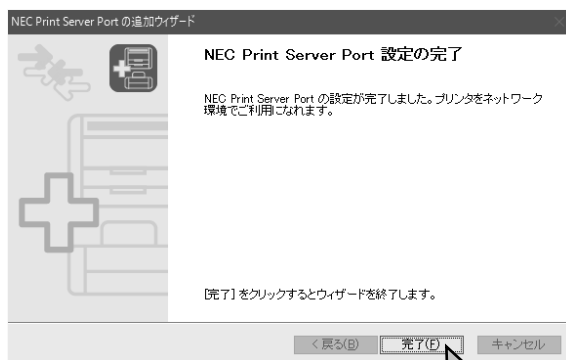 NEC Print Server Port の追加ウィザード
NEC Print Server Port 設定の完了
NEC Print Server Port の設定が完了しました。プリンタをネットワーク
環境でご利用になれます。
[完了] をクリックするとウィザードを終了します。
< 戻る(B)
完了(F)
キャンセル